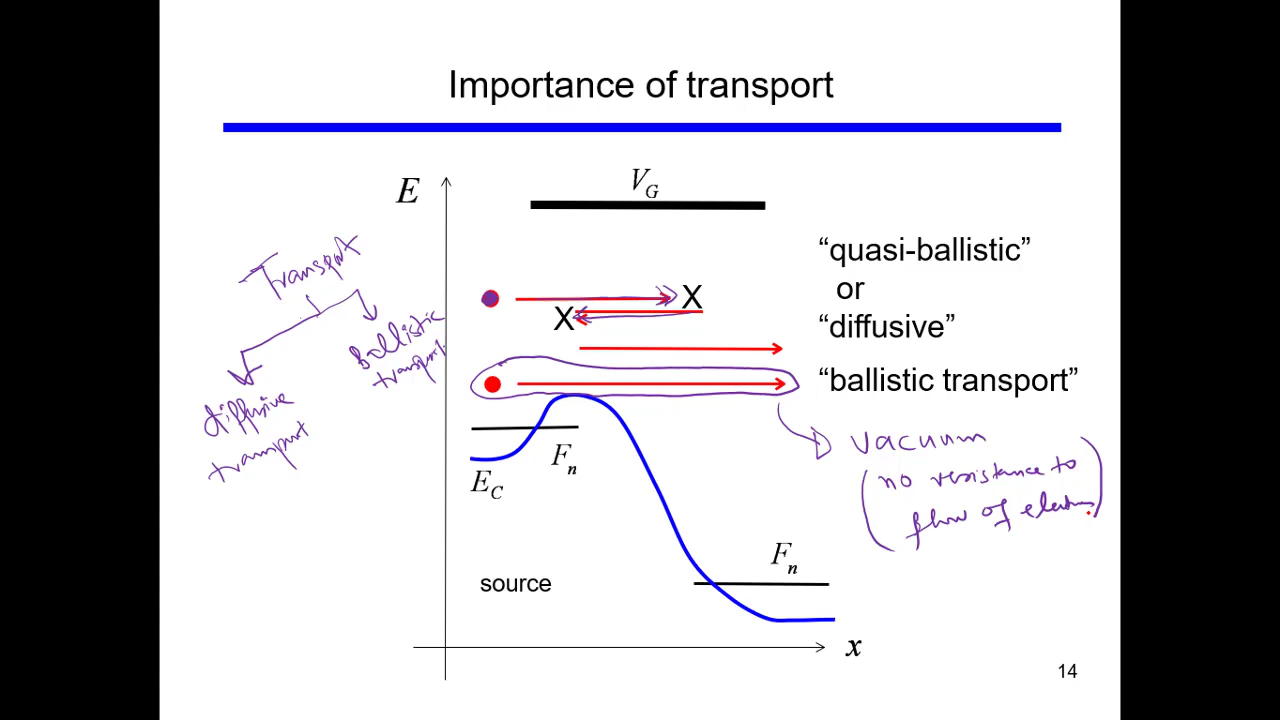 Importance of transport
E
V_G
Transport
diffusive
transport
Ballistic
transport
X
X
"quasi-ballistic"
or
"diffusive"
"ballistic transport"
vacuum
(no resistance to
flow of electrons)
F_n
E_C
F_n
source
x
14